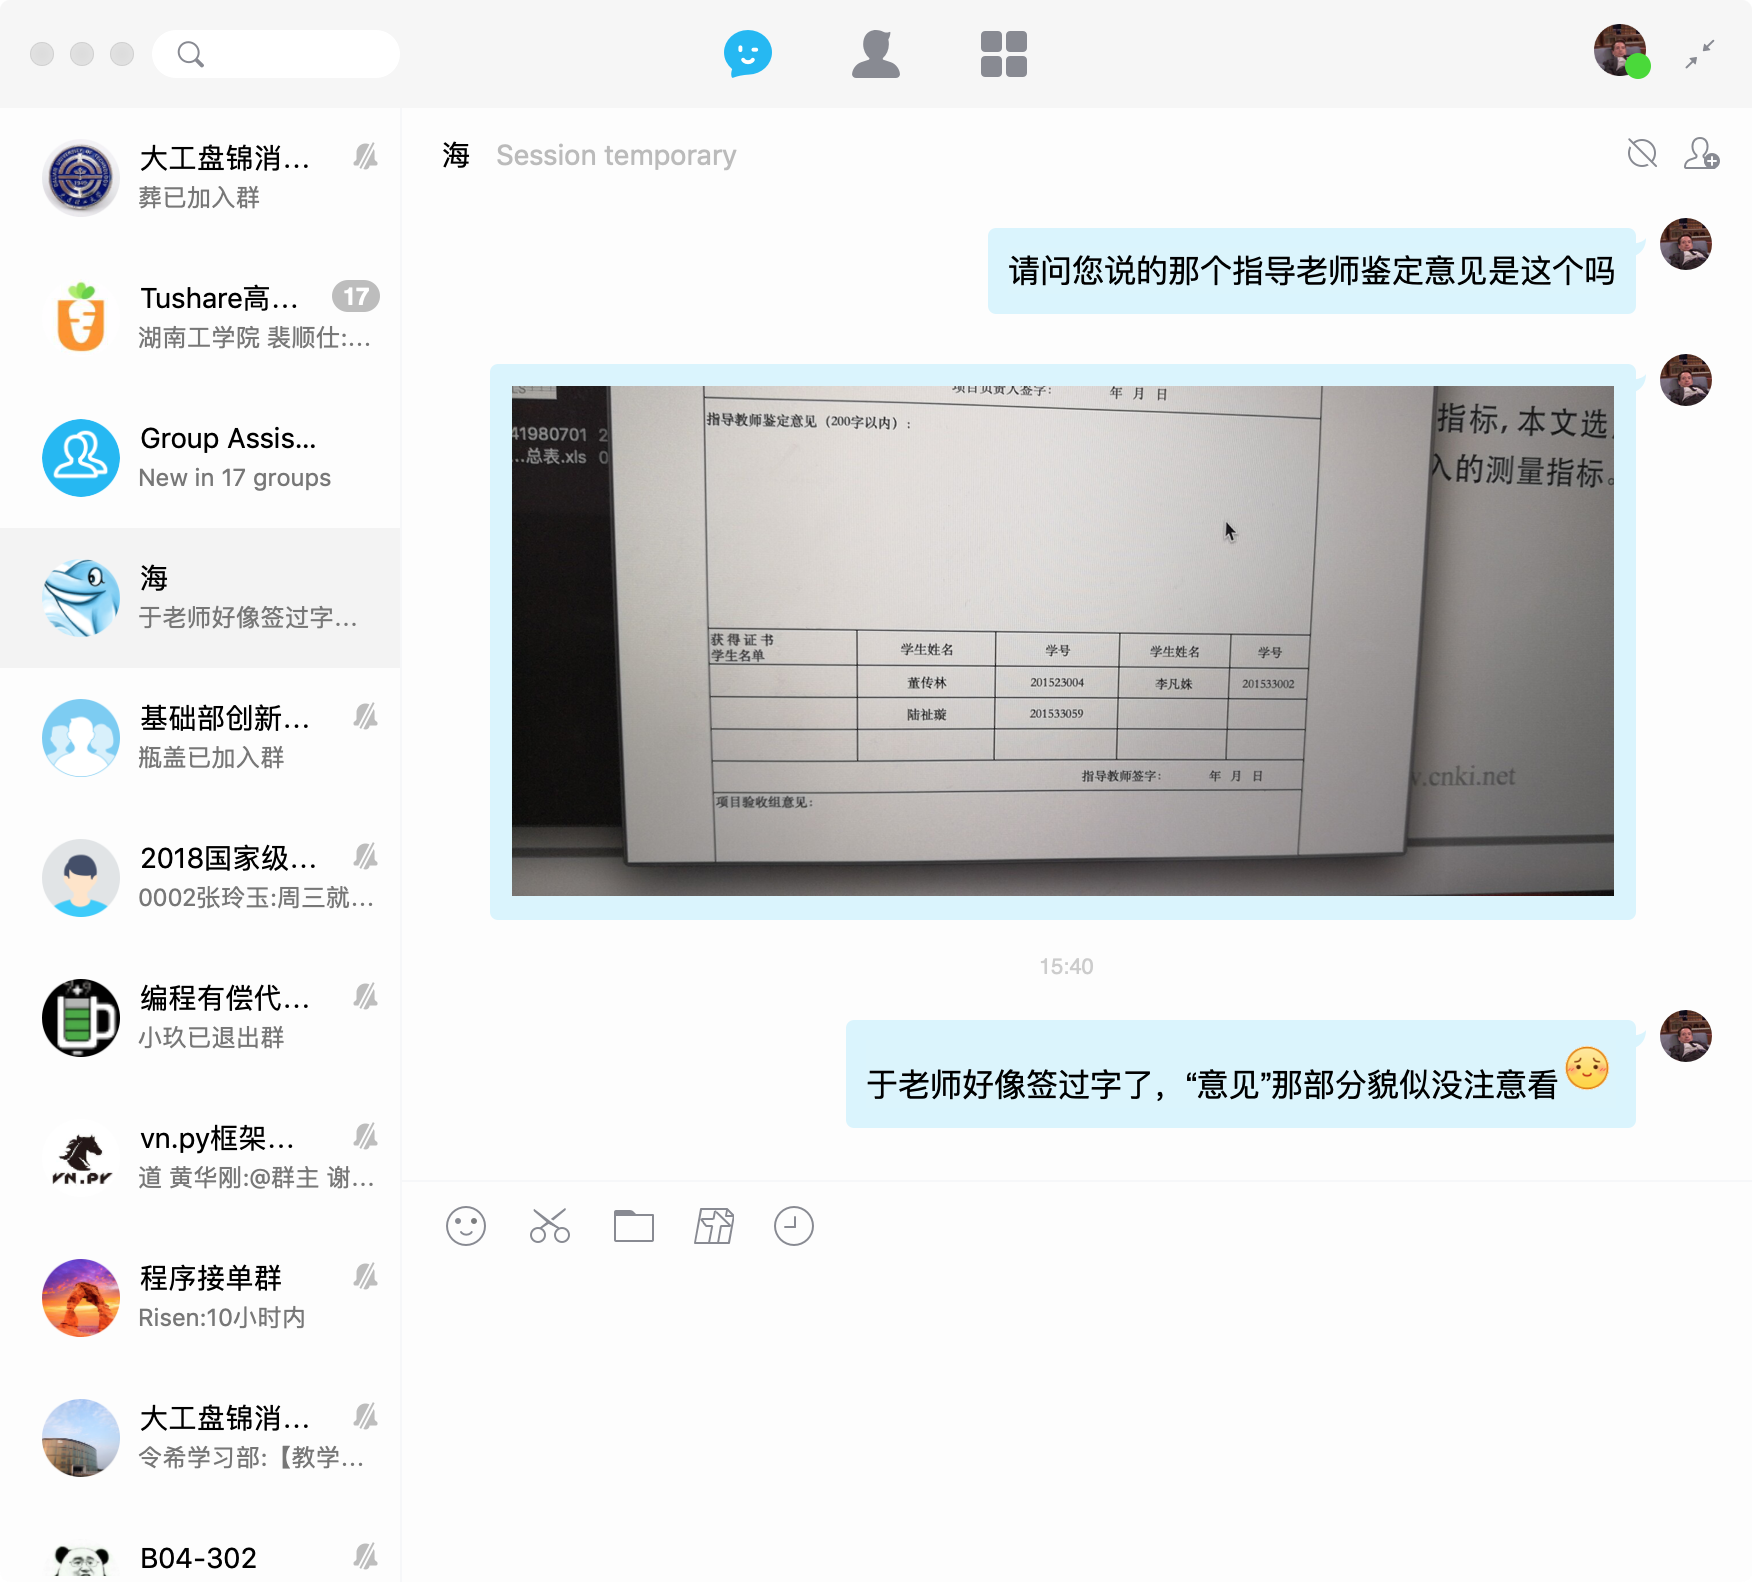 大工盘锦消...
葬已加入群
Tushare高...
17
湖南工学院 裴顺仕:...
Group Assis...
New in 17 groups
海
于老师好像签过字...
基础部创新...
瓶盖已加入群
2018国家级...
0002张玲玉:周三就...
编程有偿代...
小玖已退出群
vn.py框架...
道 黄华刚:@群主 谢...
程序接单群
Risen:10小时内
大工盘锦消...
令希学习部:【教学...
B04-302
海 Session temporary
请问您说的那个指导老师鉴定意见是这个吗
项目负责人签字： 年 月 日
指导教师鉴定意见（200字以内）：
41980701 2
...总表.xls 0
指标,本文选
入的测量指标。
获得证书
学生名单
学生姓名 学号 学生姓名 学号
董传林 201523004 李凡姝 201533002
陆祉璇 201533059
指导教师签字： 年 月 日
项目验收组意见：
.cnki.net
15:40
于老师好像签过字了，“意见”那部分貌似没注意看